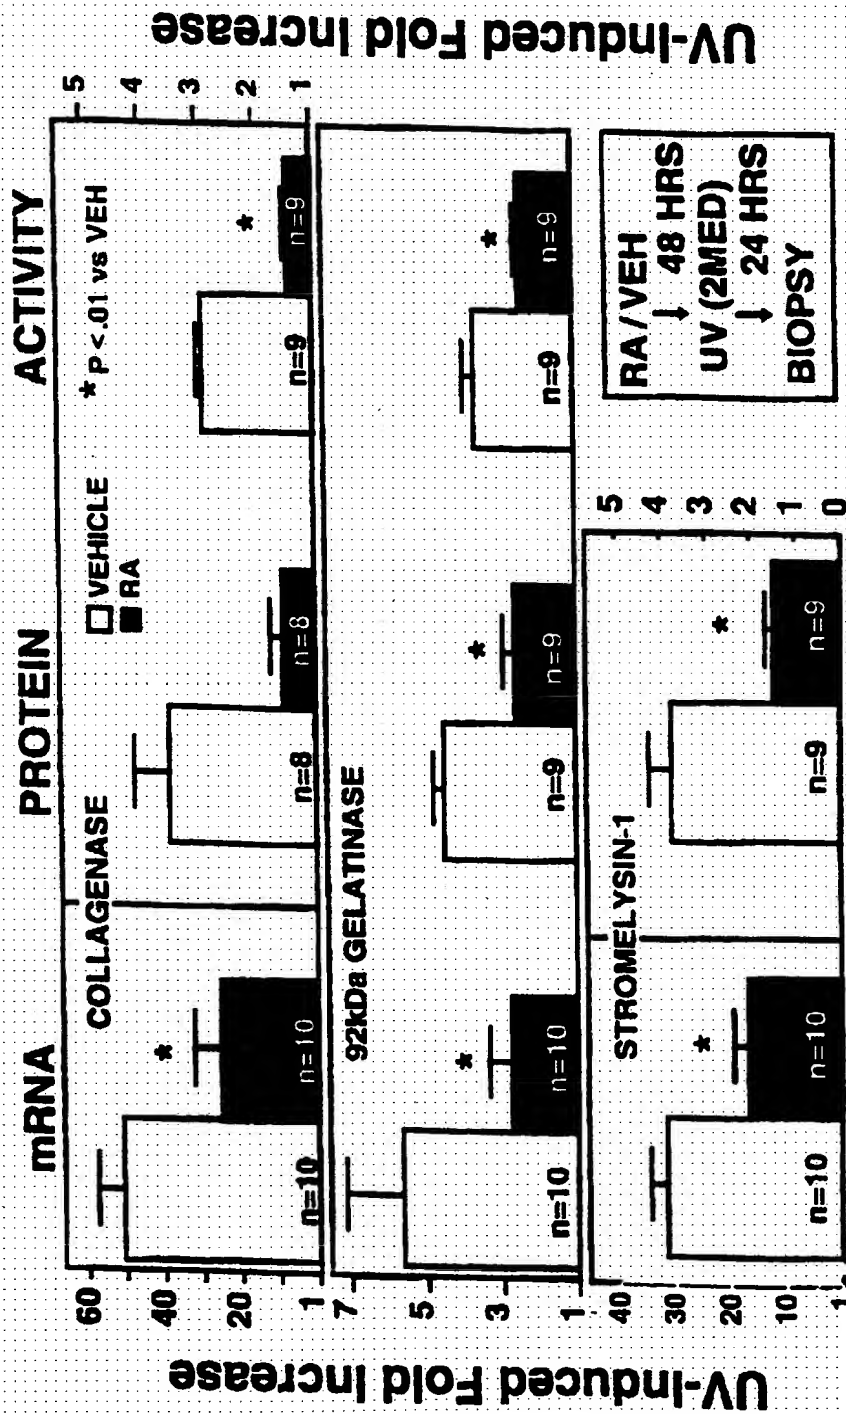 mRNA PROTEIN ACTIVITY
UV-Induced Fold Increase
60
40
20
1
COLLAGENASE
VEHICLE
RA
* p <.01 vs VEH
n=10
*
n=10
n=8
n=8
n=9
*
n=9
5
4
3
2
1
UV-Induced Fold Increase
7
5
3
1
92kDa GELATINASE
n=10
*
n=10
n=9
*
n=9
n=9
*
n=9
40
30
20
10
1
STROMELYSIN-1
n=10
*
n=10
n=9
*
n=9
5
4
3
2
1
0
RA/VEH
↓ 48 HRS
UV (2MED)
↓ 24 HRS
BIOPSY